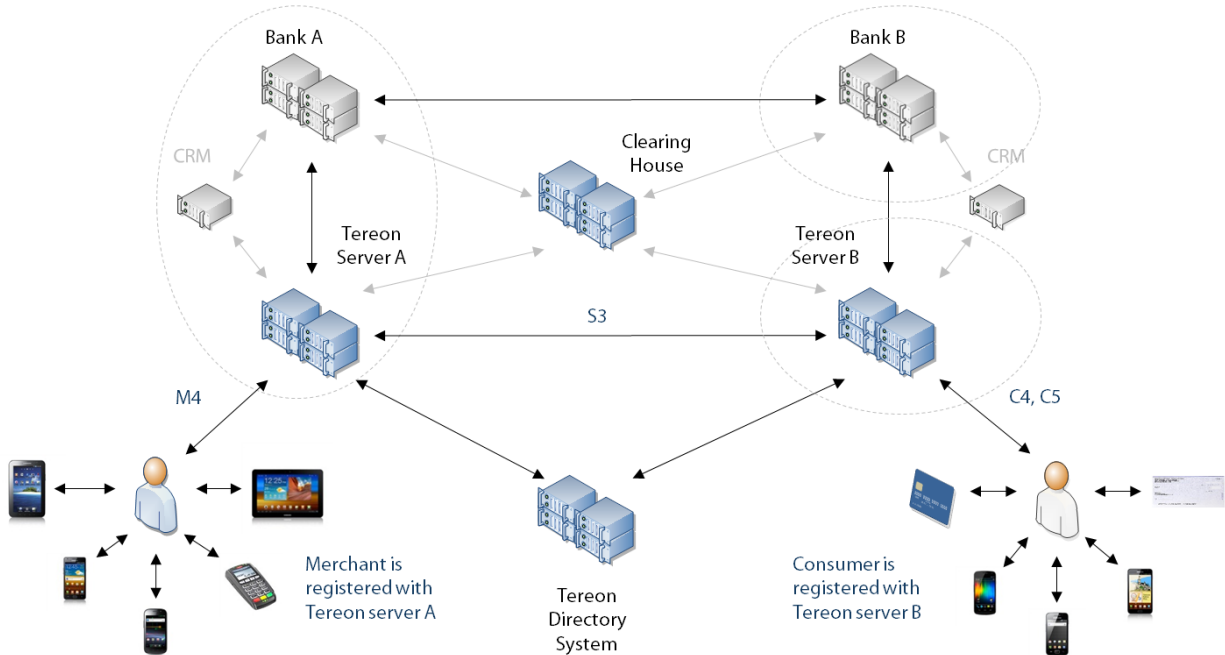 Bank A
Bank B
Clearing
House
CRM
CRM
Tereon
Server A
Tereon
Server B
S3
M4
C4, C5
Merchant is
registered with
Tereon server A
Tereon
Directory
System
Consumer is
registered with
Tereon server B